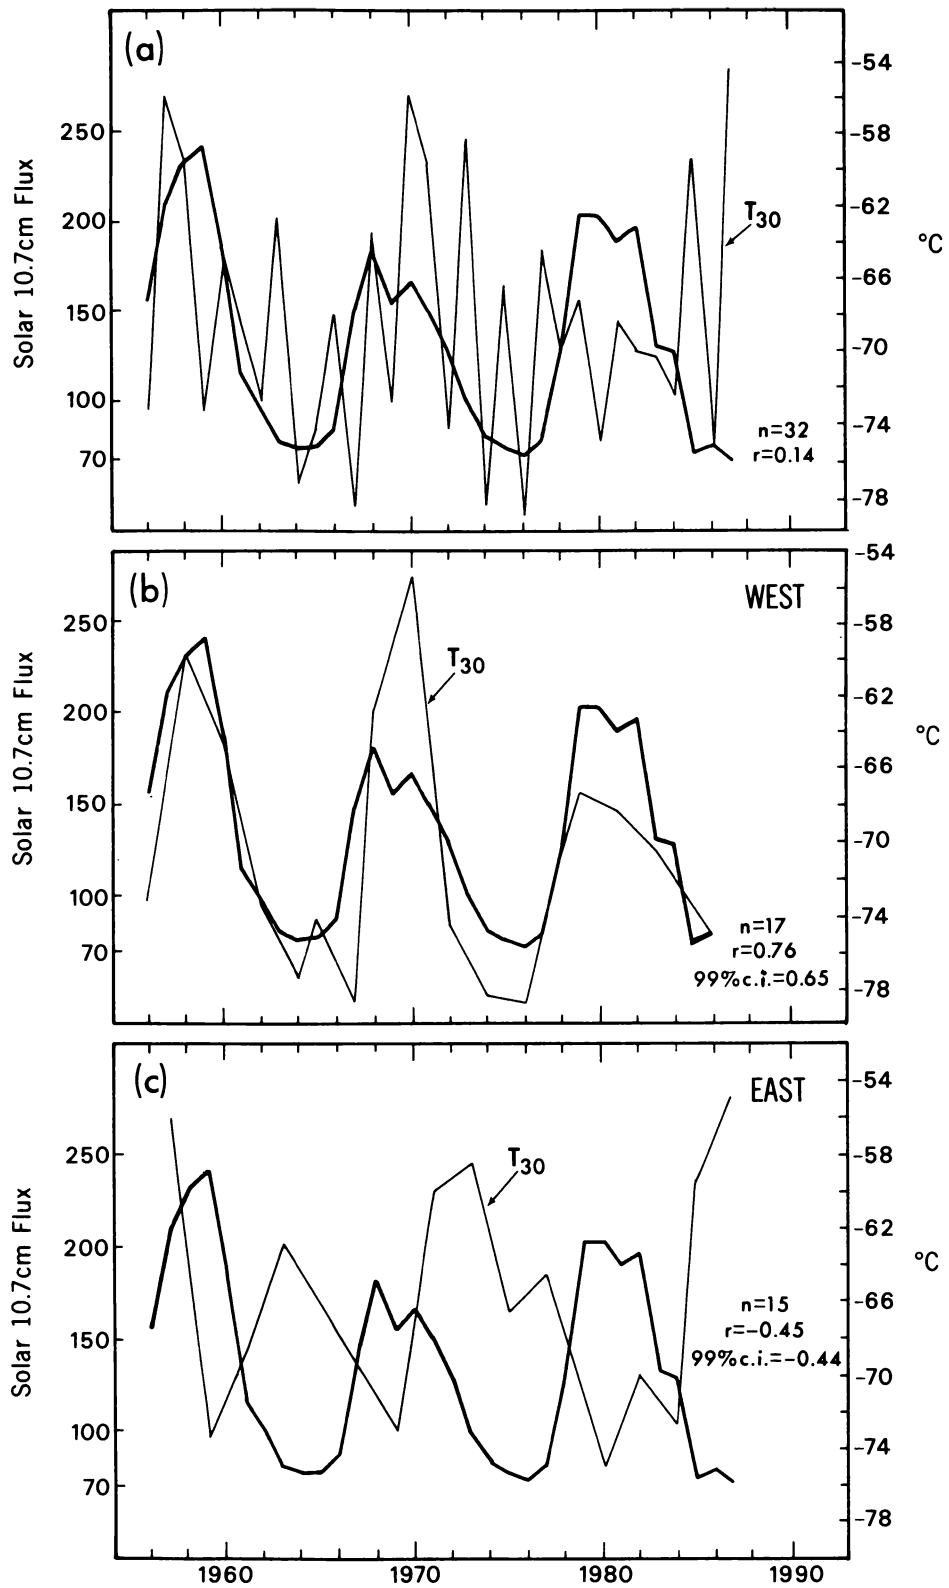 (a)
-54
250
-58
200
T30
-62
°C
-66
150
-70
100
-74
n=32
r=0.14
70
-78
Solar 10.7cm Flux
(b)
WEST
-54
250
-58
T30
200
-62
°C
-66
150
-70
100
-74
n=17
r=0.76
99%c.i.=0.65
70
-78
Solar 10.7cm Flux
(c)
EAST
-54
250
T30
-58
200
-62
°C
-66
n=15
r=-0.45
99%c.i.=-0.44
150
-70
100
-74
70
-78
Solar 10.7cm Flux
1960 1970 1980 1990